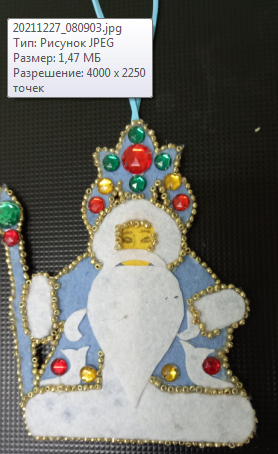 20211227_080903.jpg
Тип: Рисунок JPEG
Размер: 1,47 МБ
Разрешение: 4000 x 2250
точек